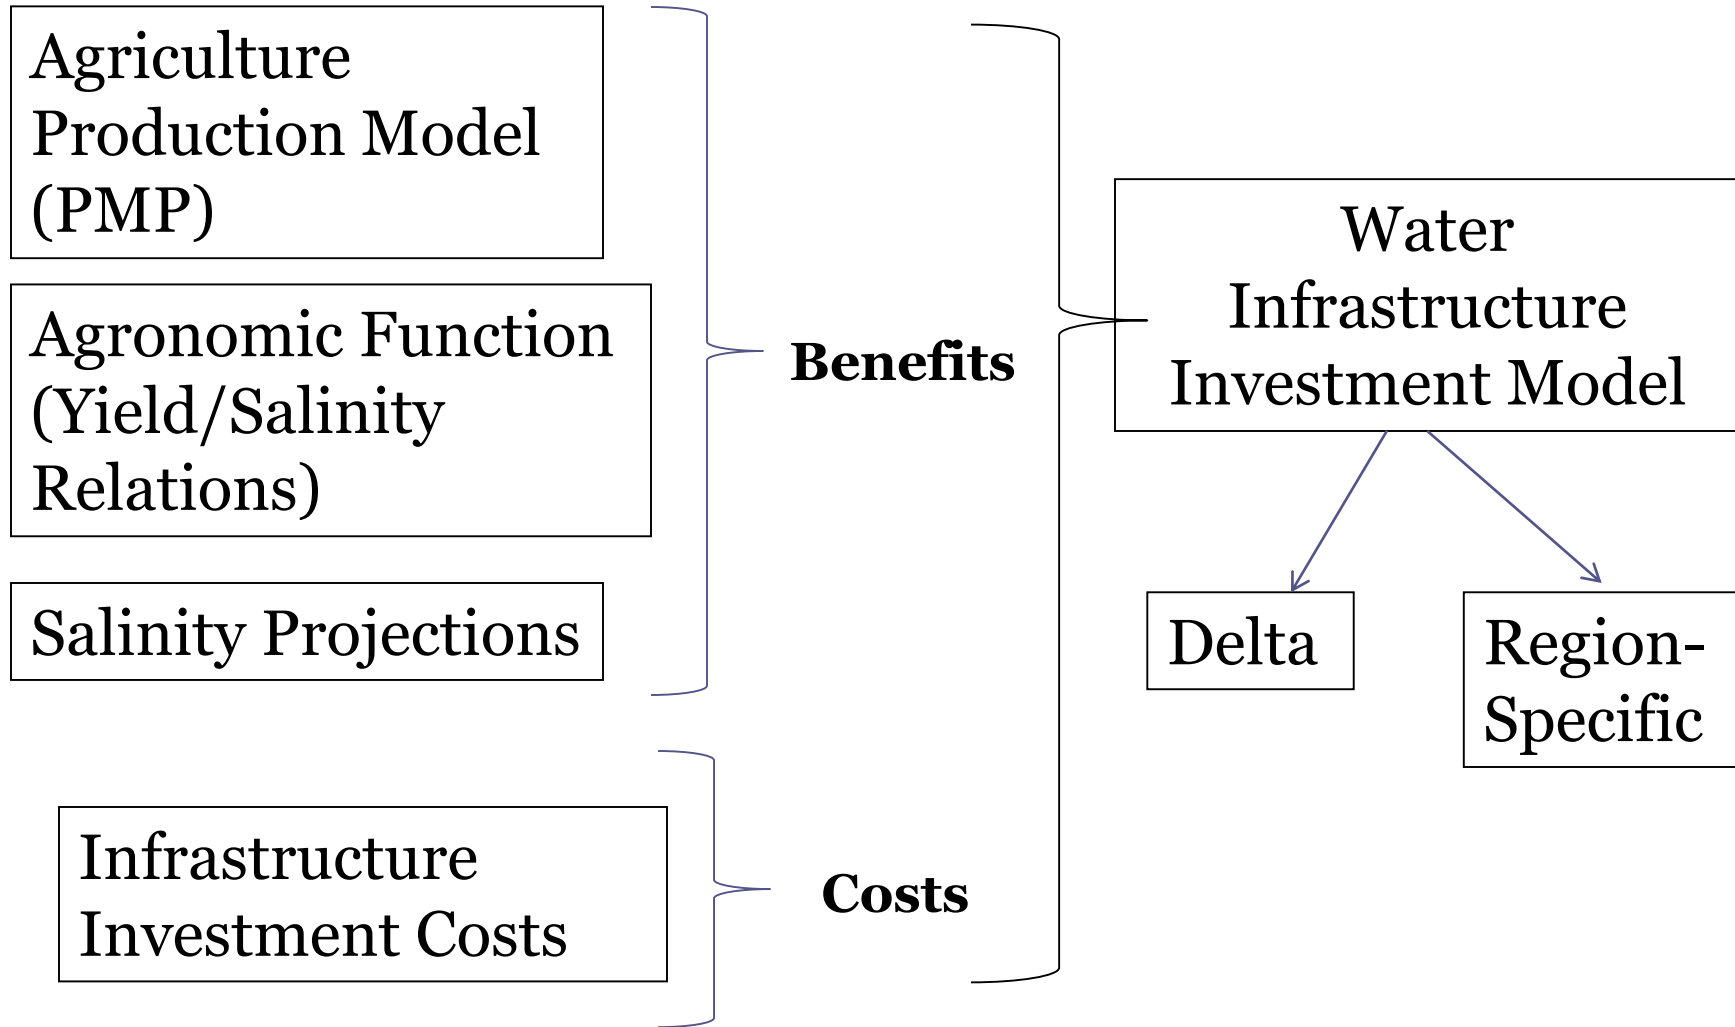 Agriculture
Production Model
(PMP)
Agronomic Function
(Yield/Salinity
Relations)
Salinity Projections
Benefits
Infrastructure
Investment Costs
Costs
Water
Infrastructure
Investment Model
Delta
Region-
Specific